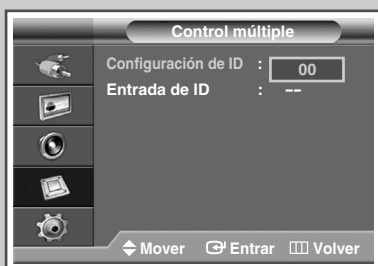 Control múltiple
Configuración de ID : 00
Entrada de ID : --
Mover Entrar Volver